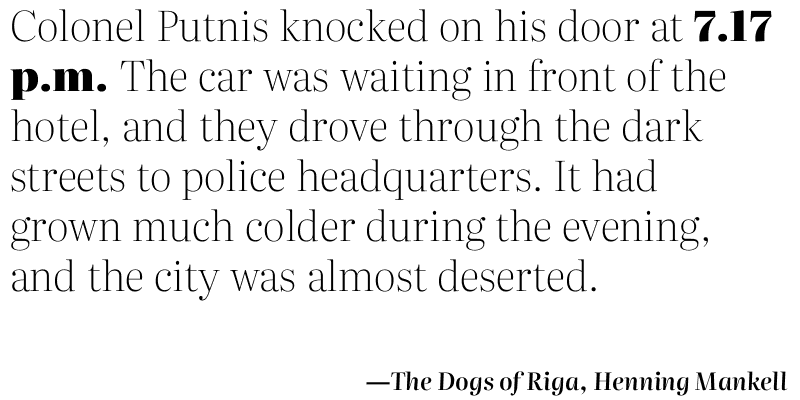 Colonel Putnis knocked on his door at 7.17
p.m. The car was waiting in front of the
hotel, and they drove through the dark
streets to police headquarters. It had
grown much colder during the evening,
and the city was almost deserted.
—The Dogs of Riga, Henning Mankell